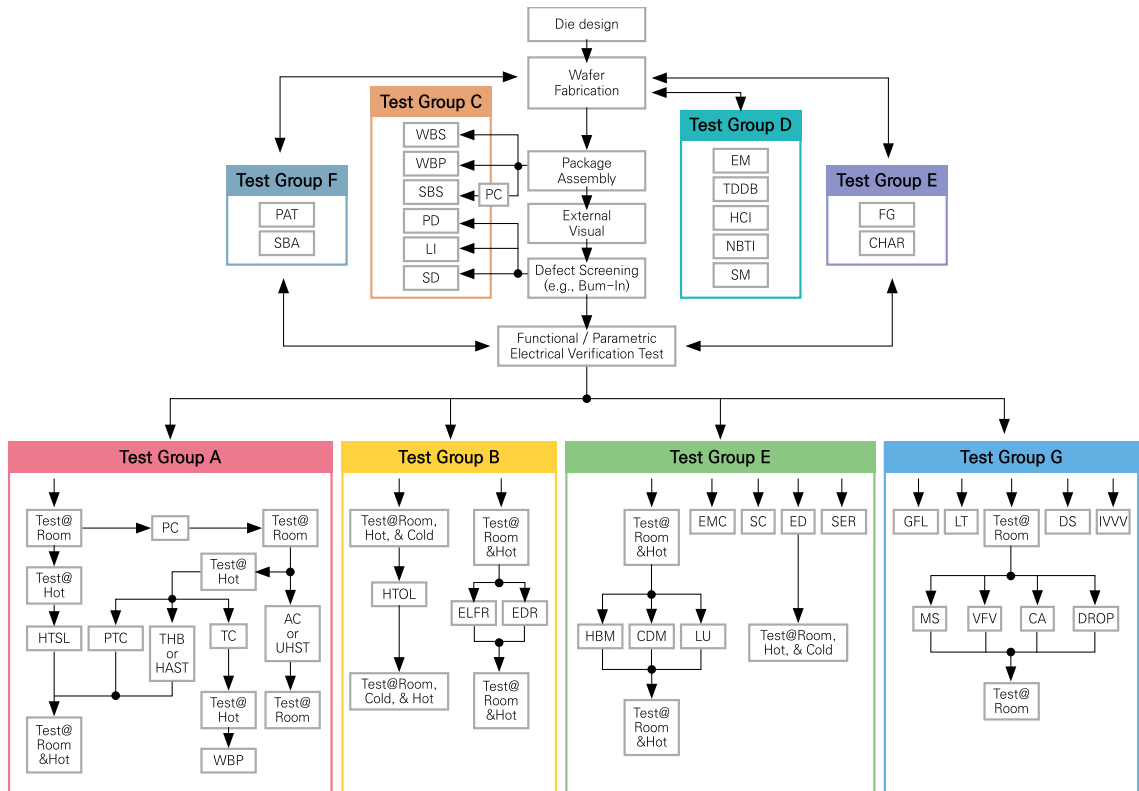 Die design
Wafer
Fabrication
Test Group C
WBS
WBP
SBS
PC
PD
LI
SD
Package
Assembly
External
Visual
Defect Screening
(e.g., Bum-In)
Test Group D
EM
TDDB
HCI
NBTI
SM
Test Group F
PAT
SBA
Test Group E
FG
CHAR
Functional / Parametric
Electrical Verification Test
Test Group A
Test@
Room
PC
Test@
Room
Test@
Hot
Test@
Hot
HTSL
PTC
THB
or
HAST
TC
AC
or
UHST
Test@
Room
&Hot
Test@
Hot
Test@
Room
WBP
Test Group B
Test@Room,
Hot, & Cold
Test@
Room
&Hot
HTOL
ELFR
EDR
Test@Room,
Cold, & Hot
Test@
Room
&Hot
Test Group E
Test@
Room
&Hot
EMC
SC
ED
SER
HBM
CDM
LU
Test@Room,
Hot, & Cold
Test@
Room
&Hot
Test Group G
GFL
LT
Test@
Room
DS
IVVV
MS
VFV
CA
DROP
Test@
Room